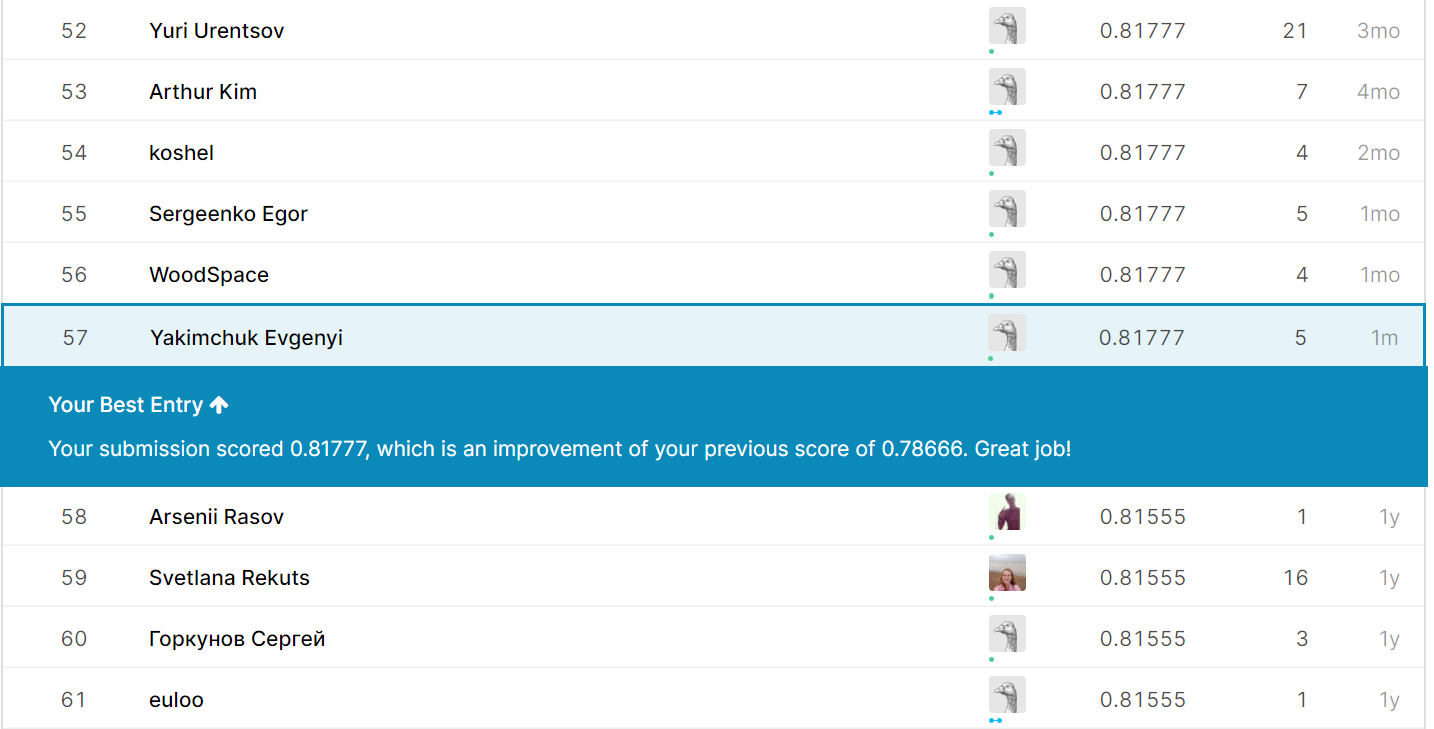 52 Yuri Urentsov 0.81777 21 3mo
53 Arthur Kim 0.81777 7 4mo
54 koshel 0.81777 4 2mo
55 Sergeenko Egor 0.81777 5 1mo
56 WoodSpace 0.81777 4 1mo
57 Yakimchuk Evgenyi 0.81777 5 1m
Your Best Entry
Your submission scored 0.81777, which is an improvement of your previous score of 0.78666. Great job!
58 Arsenii Rasov 0.81555 1 1y
59 Svetlana Rekuts 0.81555 16 1y
60 Горкунов Сергей 0.81555 3 1y
61 euloo 0.81555 1 1y